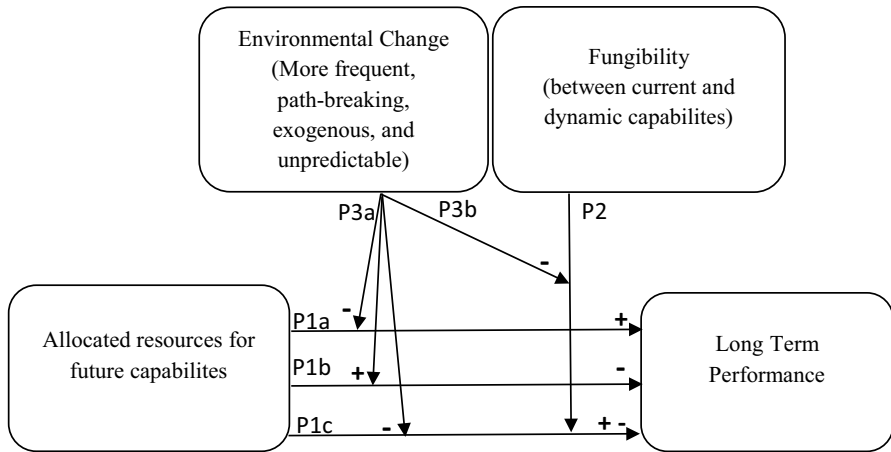 Environmental Change
(More frequent,
path-breaking,
exogenous, and
unpredictable)
Fungibility
(between current and
dynamic capabilites)
P3a
P3b
P2
-
-
Allocated resources for
future capabilites
P1a
+
P1b
+
-
P1c
-
+ -
Long Term
Performance